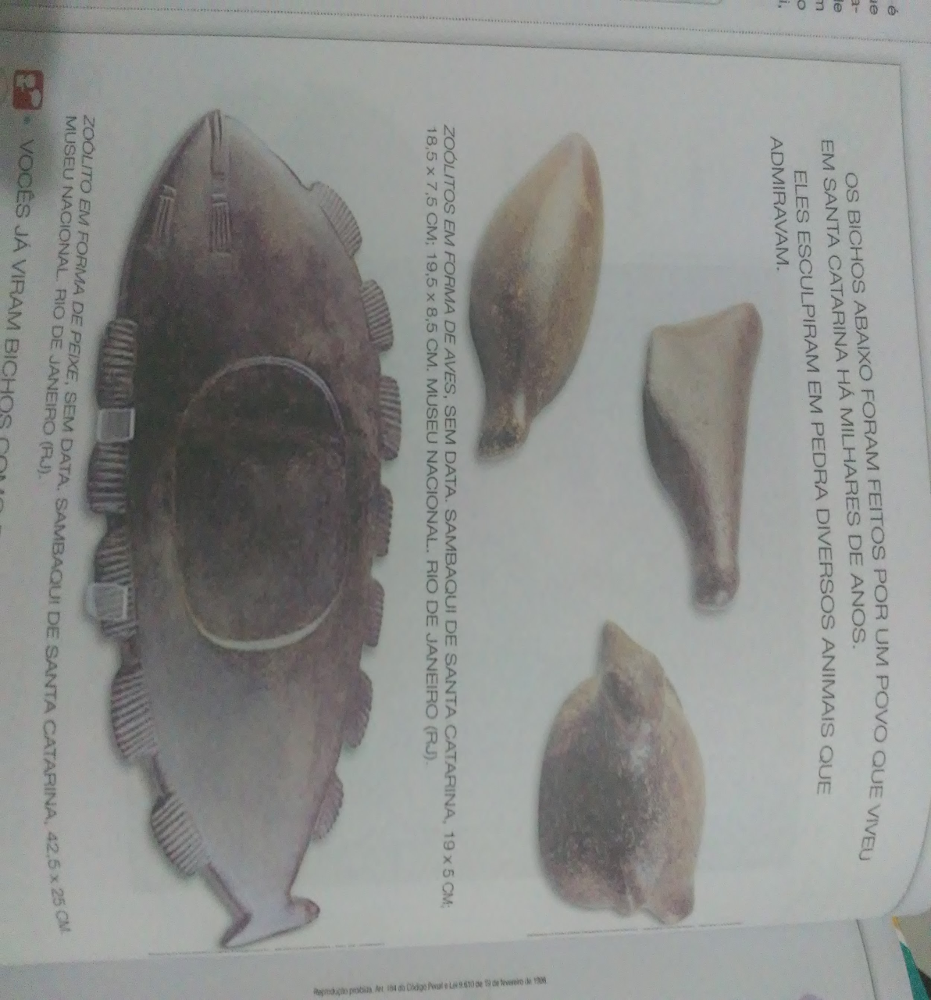 OS BICHOS ABAIXO FORAM FEITOS POR UM POVO QUE VIVEU
EM SANTA CATARINA HÁ MILHARES DE ANOS.
ELES ESCULPIRAM EM PEDRA DIVERSOS ANIMAIS QUE
ADMIRAVAM.
ZOÓLITOS EM FORMA DE AVES, SEM DATA. SAMBAQUI DE SANTA CATARINA, 19 x 5 CM;
18,5 x 7,5 CM; 19,5 x 8,5 CM. MUSEU NACIONAL. RIO DE JANEIRO (RJ).
ZOÓLITO EM FORMA DE PEIXE, SEM DATA. SAMBAQUI DE SANTA CATARINA, 42,5 x 25 CM.
MUSEU NACIONAL. RIO DE JANEIRO (RJ).
• VOCÊS JÁ VIRAM BICHOS
Reprodução proibida. Art. 184 do Código Penal e Lei 9.610 de 19 de fevereiro de 1998.